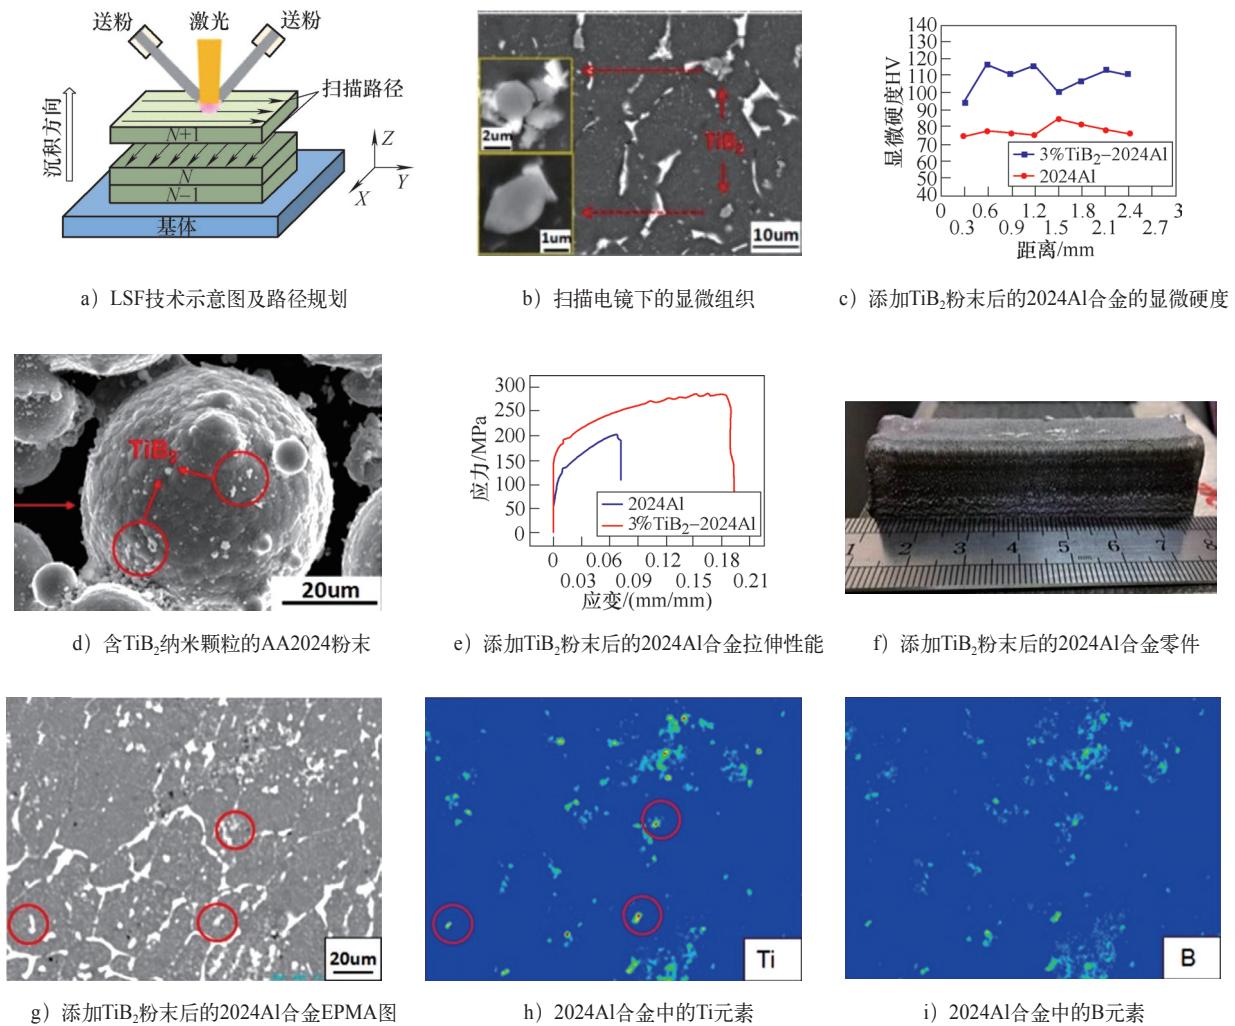 送粉
激光
送粉
扫描路径
沉积方向
N+1
N
N−1
基体
Z
Y
X
a）LSF技术示意图及路径规划
2um
1um
TiB₂
10um
b）扫描电镜下的显微组织
显微硬度HV
140
130
110
100
90
80
70
60
50
40
3%TiB₂−2024Al
2024Al
0 0.6 1.2 1.8 2.4 3
0.3 0.9 1.5 2.1 2.7
距离/mm
c）添加TiB₂粉末后的2024Al合金的显微硬度
TiB₂
20um
d）含TiB₂纳米颗粒的AA2024粉末
应力/MPa
300
250
200
150
100
50
0
2024Al
3%TiB₂−2024Al
0 0.06 0.12 0.18
0.03 0.09 0.15 0.21
应变/(mm/mm)
e）添加TiB₂粉末后的2024Al合金拉伸性能
1 2 3 4 5 mm 6 7 8
f）添加TiB₂粉末后的2024Al合金零件
20um
g）添加TiB₂粉末后的2024Al合金EPMA图
Ti
h）2024Al合金中的Ti元素
B
i）2024Al合金中的B元素